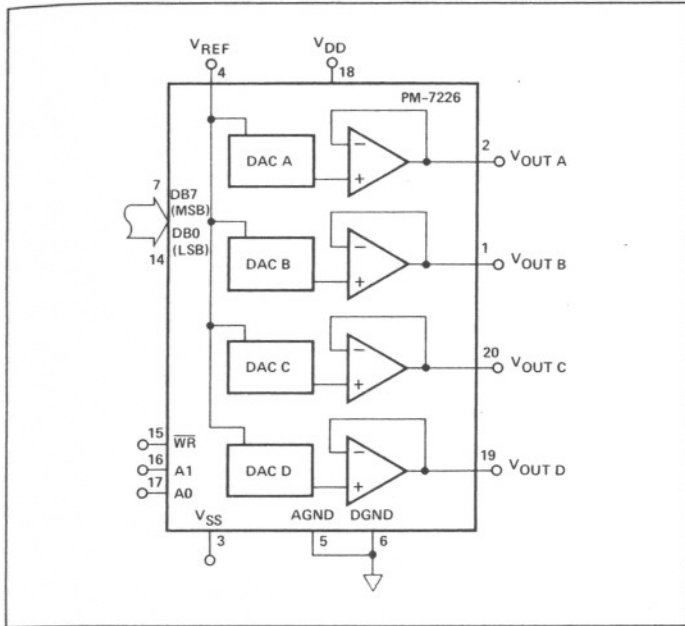 VREF
4
VDD
18
PM-7226
DAC A
−
+
2
VOUT A
7
DB7
(MSB)
DB0
(LSB)
14
DAC B
−
+
1
VOUT B
DAC C
−
+
20
VOUT C
15
WR
16
A1
17
A0
DAC D
−
+
19
VOUT D
VSS
3
AGND
5
DGND
6